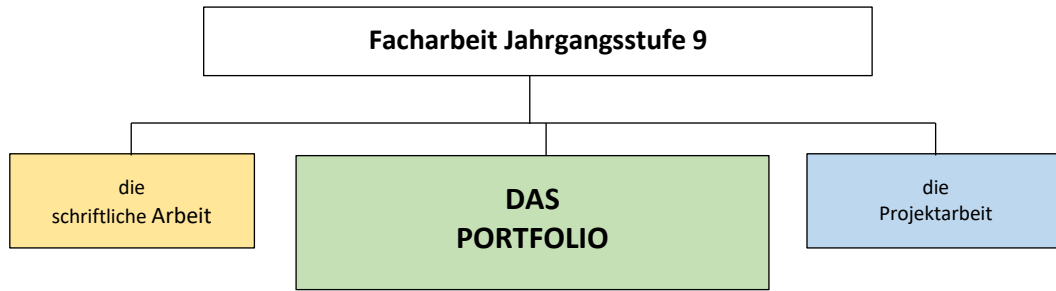 Facharbeit Jahrgangsstufe 9
die
schriftliche Arbeit
DAS
PORTFOLIO
die
Projektarbeit